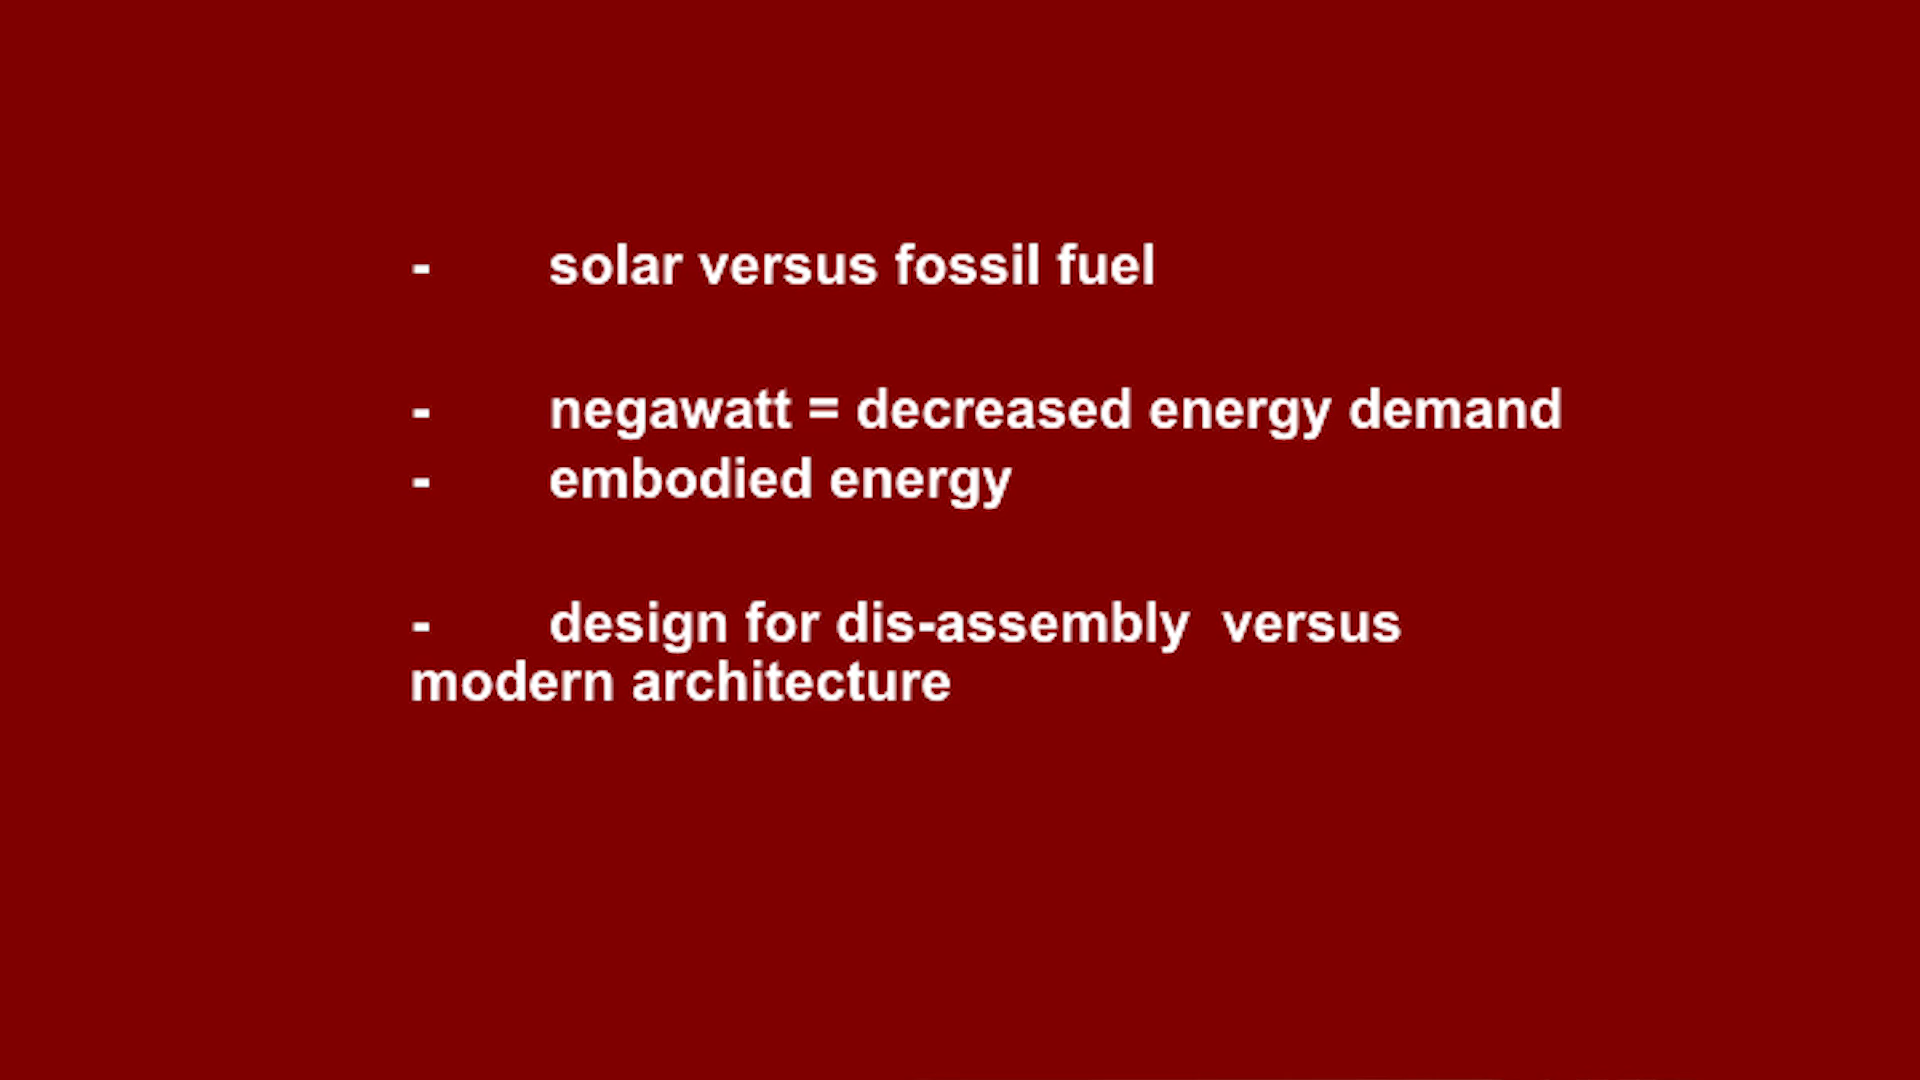 - solar versus fossil fuel
- negawatt = decreased energy demand
- embodied energy
- design for dis-assembly  versus
modern architecture